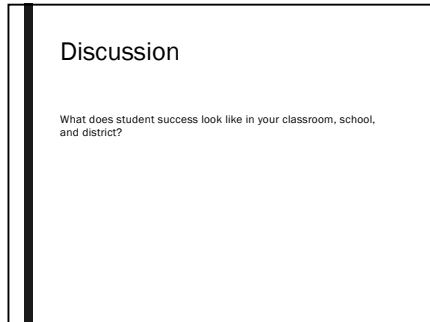 Discussion
What does student success look like in your classroom, school,
and district?